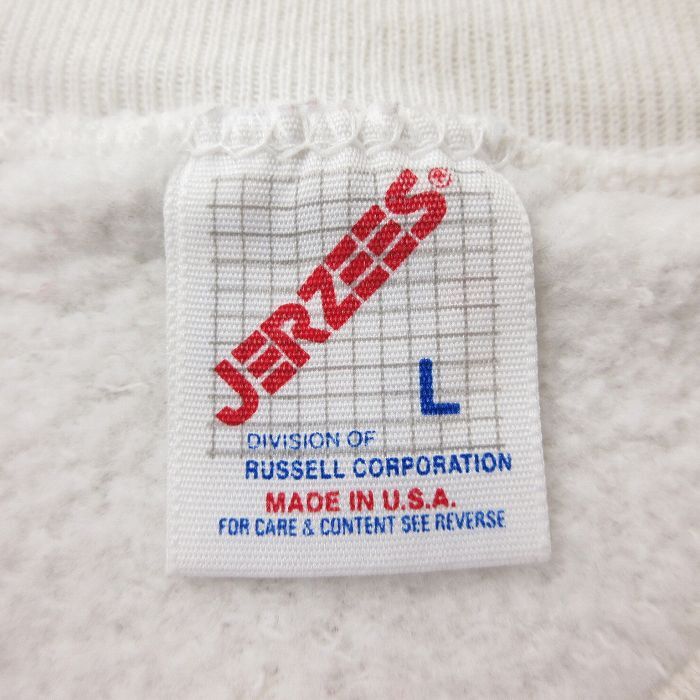 JERZEES®
L
DIVISION OF
RUSSELL CORPORATION
MADE IN U.S.A.
FOR CARE & CONTENT SEE REVERSE